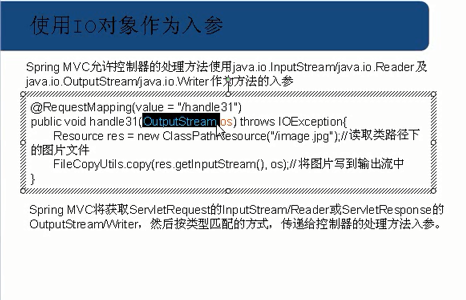 使用IO对象作为入参
Spring MVC允许控制器的处理方法使用java.io.InputStream/java.io.Reader及
java.io.OutputStream/java.io.Writer作为方法的入参
@RequestMapping(value = "/handle31")
public void handle31(OutputStream os) throws IOException{
Resource res = new ClassPathResource("/image.jpg");//读取类路径下
的图片文件
FileCopyUtils.copy(res.getInputStream(), os);//将图片写到输出流中
}
Spring MVC将获取ServletRequest的InputStream/Reader或ServletResponse的
OutputStream/Writer，然后按类型匹配的方式，传递给控制器的处理方法入参。